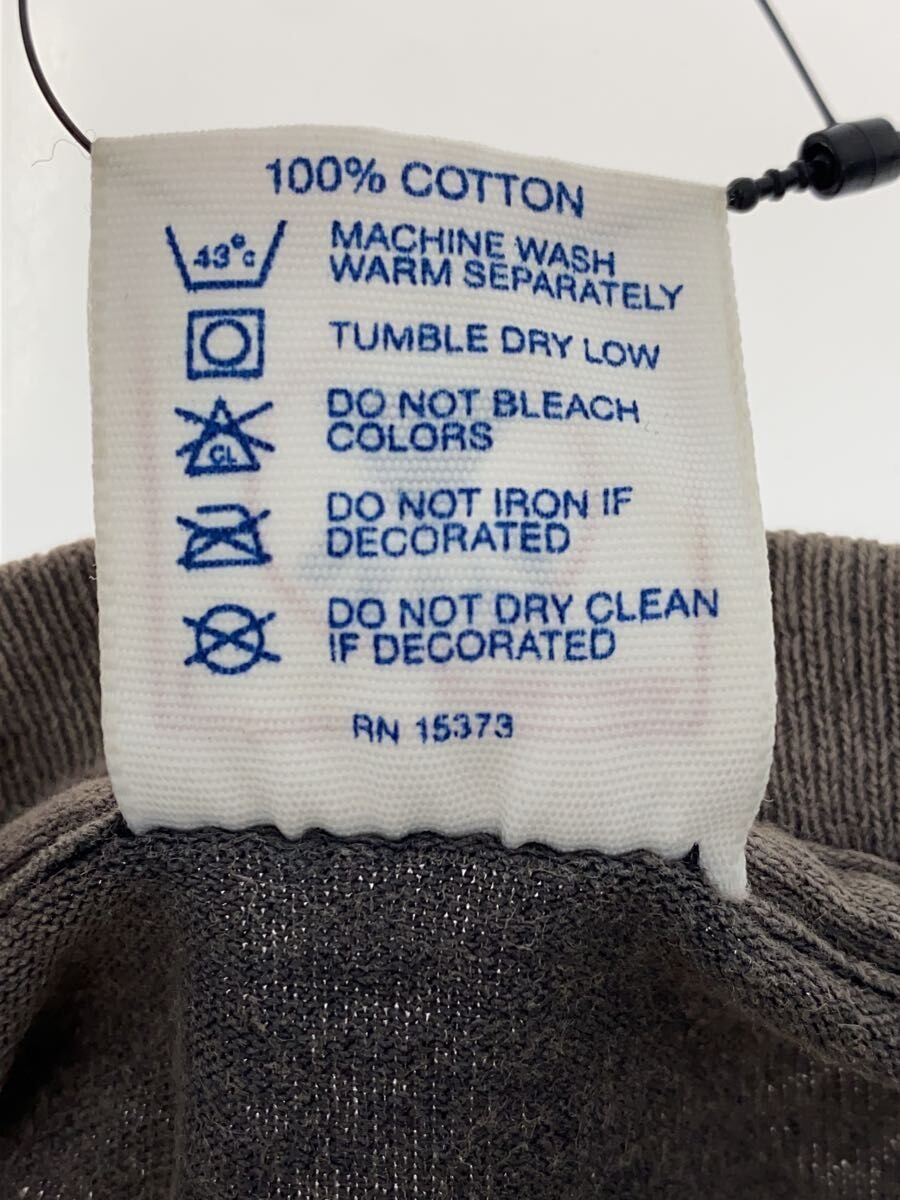 100% COTTON
43°C
MACHINE WASH
WARM SEPARATELY
TUMBLE DRY LOW
CL
DO NOT BLEACH
COLORS
DO NOT IRON IF
DECORATED
DO NOT DRY CLEAN
IF DECORATED
RN 15373